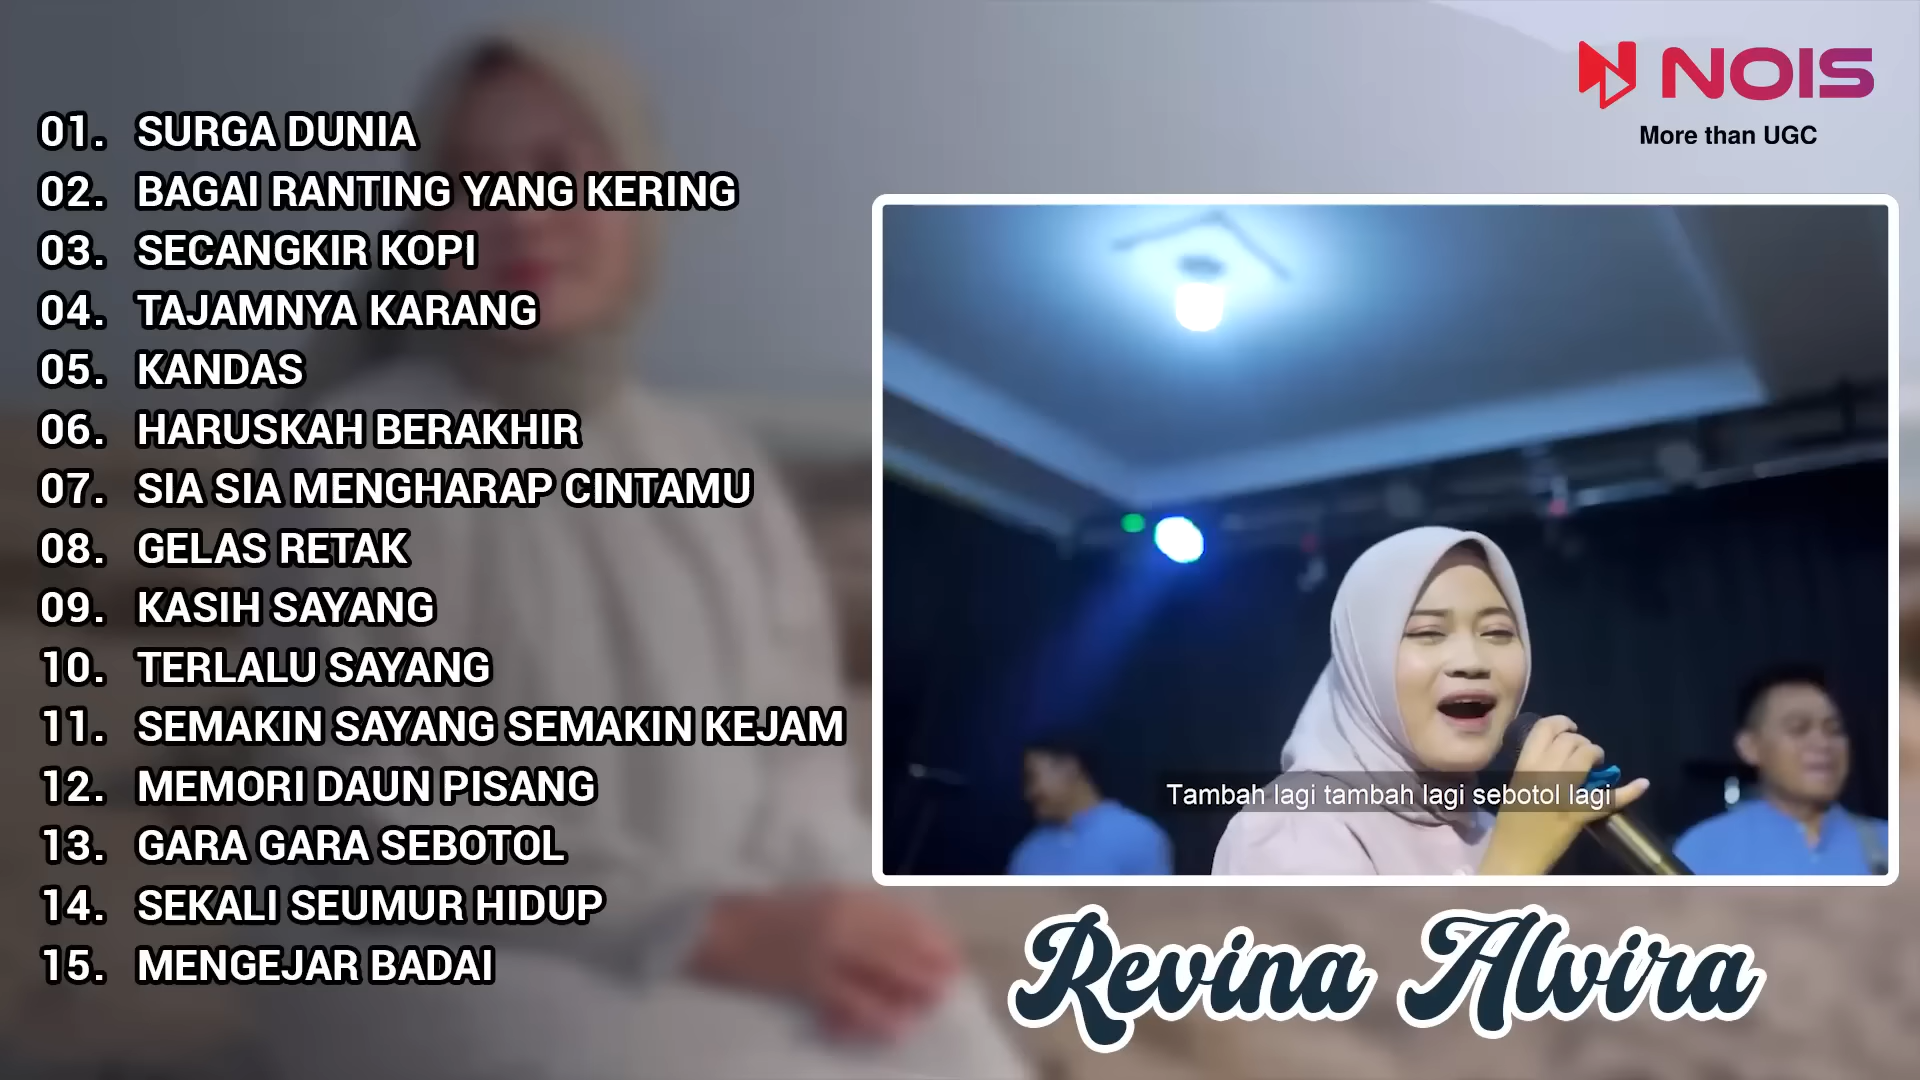 01. SURGA DUNIA
02. BAGAI RANTING YANG KERING
03. SECANGKIR KOPI
04. TAJAMNYA KARANG
05. KANDAS
06. HARUSKAH BERAKHIR
07. SIA SIA MENGHARAP CINTAMU
08. GELAS RETAK
09. KASIH SAYANG
10. TERLALU SAYANG
11. SEMAKIN SAYANG SEMAKIN KEJAM
12. MEMORI DAUN PISANG
13. GARA GARA SEBOTOL
14. SEKALI SEUMUR HIDUP
15. MENGEJAR BADAI
NOIS
More than UGC
Tambah lagi tambah lagi sebotol lagi
Revina Alvira